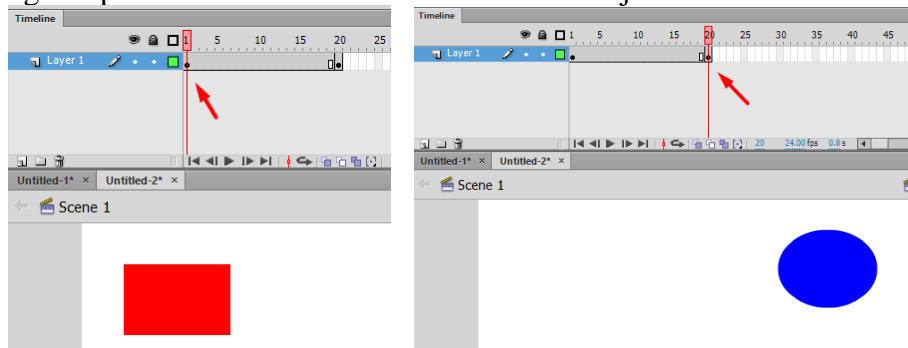 Timeline
1 5 10 15 20 25
Layer 1
Untitled-1* × Untitled-2* ×
Scene 1
Timeline
1 5 10 15 20 25 30 35 40 45
Layer 1
20 24.00 fps 0.8 s
Untitled-1* × Untitled-2* ×
Scene 1